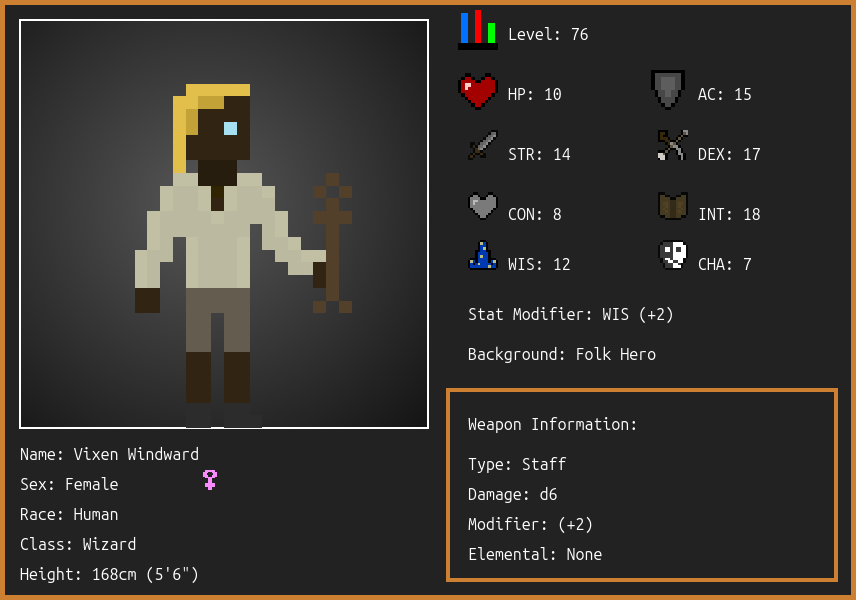 Level: 76
HP: 10
AC: 15
STR: 14
DEX: 17
CON: 8
INT: 18
WIS: 12
CHA: 7
Stat Modifier: WIS (+2)
Background: Folk Hero
Weapon Information:
Type: Staff
Damage: d6
Modifier: (+2)
Elemental: None
Name: Vixen Windward
Sex: Female
Race: Human
Class: Wizard
Height: 168cm (5'6")